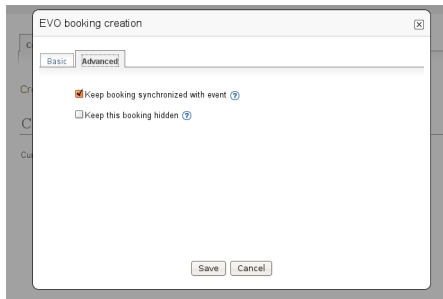 EVO booking creation
Basic
Advanced
Keep booking synchronized with event
Keep this booking hidden
Save
Cancel